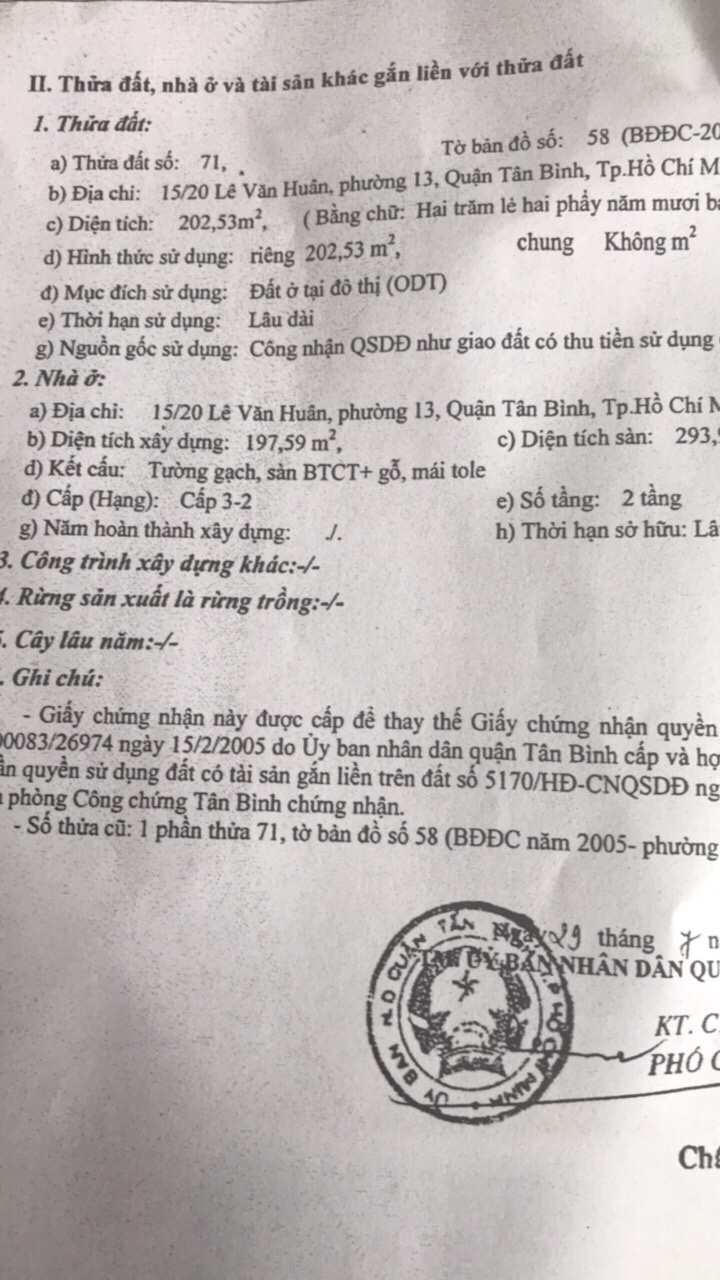 II. Thửa đất, nhà ở và tài sản khác gắn liền với thửa đất
1. Thửa đất:
a) Thửa đất số: 71, Tờ bản đồ số: 58 (BĐĐC-20
b) Địa chỉ: 15/20 Lê Văn Huân, phường 13, Quận Tân Bình, Tp.Hồ Chí M
c) Diện tích: 202,53m², ( Bằng chữ: Hai trăm lẻ hai phẩy năm mươi b
d) Hình thức sử dụng: riêng 202,53 m², chung Không m²
đ) Mục đích sử dụng: Đất ở tại đô thị (ODT)
e) Thời hạn sử dụng: Lâu dài
g) Nguồn gốc sử dụng: Công nhận QSDĐ như giao đất có thu tiền sử dụng
2. Nhà ở:
a) Địa chỉ: 15/20 Lê Văn Huân, phường 13, Quận Tân Bình, Tp.Hồ Chí M
b) Diện tích xây dựng: 197,59 m², c) Diện tích sàn: 293,
d) Kết cấu: Tường gạch, sàn BTCT+ gỗ, mái tole
đ) Cấp (Hạng): Cấp 3-2 e) Số tầng: 2 tầng
g) Năm hoàn thành xây dựng: ./. h) Thời hạn sở hữu: Lâ
3. Công trình xây dựng khác:-/-
4. Rừng sản xuất là rừng trồng:-/-
5. Cây lâu năm:-/-
. Ghi chú:
- Giấy chứng nhận này được cấp để thay thế Giấy chứng nhận quyền
00083/26974 ngày 15/2/2005 do Ủy ban nhân dân quận Tân Bình cấp và hợ
ần quyền sử dụng đất có tài sản gắn liền trên đất số 5170/HĐ-CNQSDĐ ng
phòng Công chứng Tân Bình chứng nhận.
- Số thửa cũ: 1 phần thửa 71, tờ bản đồ số 58 (BĐĐC năm 2005- phường
Ngày 29 tháng 7 n
TM ỦY BAN NHÂN DÂN QU
KT. C
PHÓ C
Châ
ỦY BAN N.D QUẬN TÂN T.P HỒ CHÍ MINH